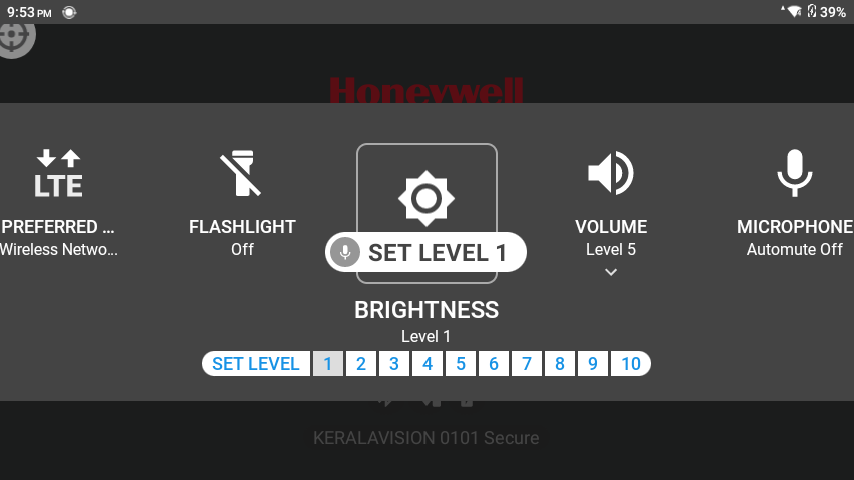 9:53 PM
39%
Honeywell
LTE
PREFERRED ...
Wireless Netwo...
FLASHLIGHT
Off
SET LEVEL 1
VOLUME
Level 5
MICROPHONE
Automute Off
BRIGHTNESS
Level 1
SET LEVEL 1 2 3 4 5 6 7 8 9 10
KERALAVISION 0101 Secure